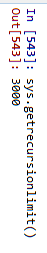 In [543]: sys.getrecursionlimit()
Out[543]: 3000